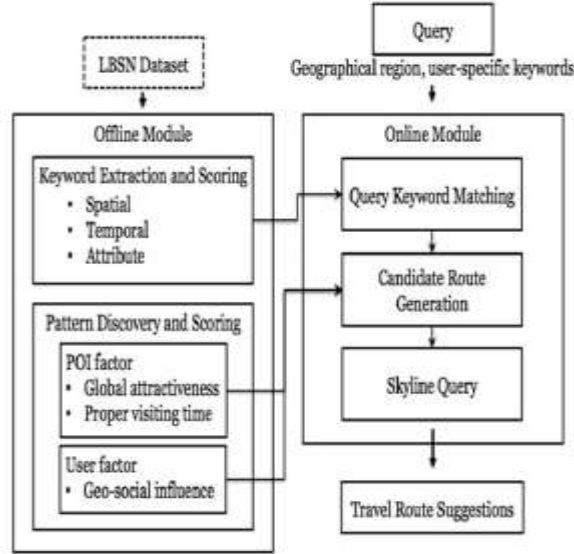 LBSN Dataset
Offline Module
Keyword Extraction and Scoring
▪ Spatial
▪ Temporal
▪ Attribute
Pattern Discovery and Scoring
POI factor
▪ Global attractiveness
▪ Proper visiting time
User factor
▪ Geo-social influence
Query
Geographical region, user-specific keywords
Online Module
Query Keyword Matching
Candidate Route
Generation
Skyline Query
Travel Route Suggestions